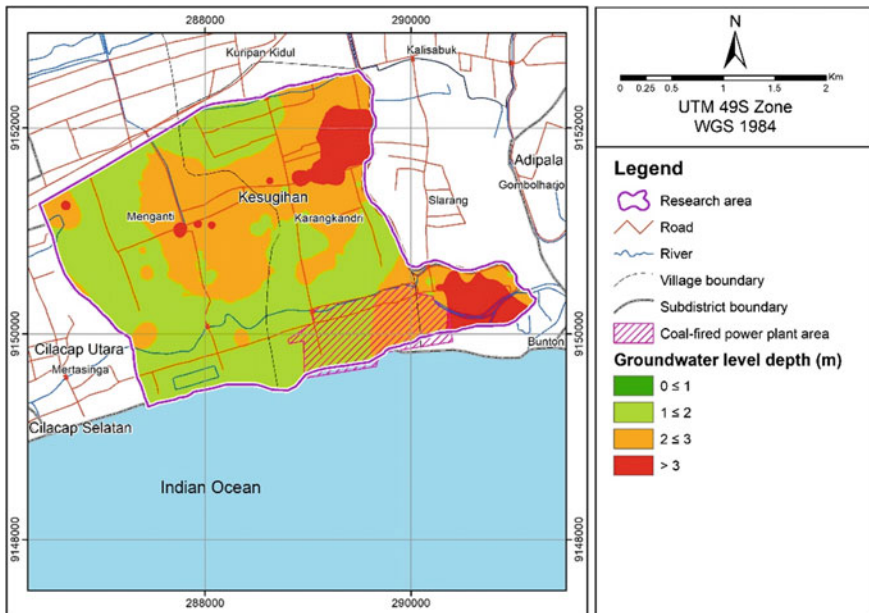 288000
290000
Kuripan Kidul
Kalisabuk
9152000
9152000
Adipala
Gombolharjo
Slarang
Kesugihan
Menganti
Karangkandri
9150000
9150000
Bunton
Cilacap Utara
Mertasinga
Cilacap Selatan
Indian Ocean
9148000
9148000
288000
290000
N
Km
0 0.25 0.5 1 1.5 2
UTM 49S Zone
WGS 1984
Legend
Research area
Road
River
Village boundary
Subdistrict boundary
Coal-fired power plant area
Groundwater level depth (m)
0 ≤ 1
1 ≤ 2
2 ≤ 3
> 3